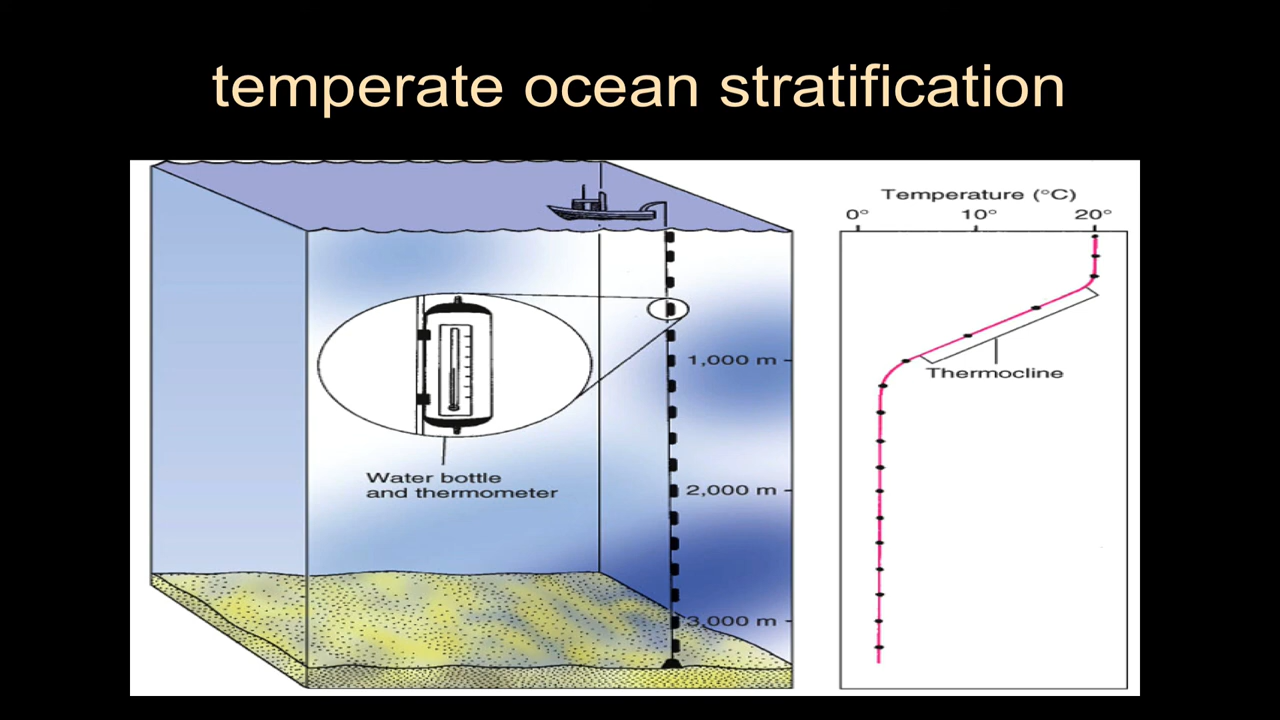 temperate ocean stratification
Temperature (°C)
0° 10° 20°
1,000 m
Thermocline
Water bottle
and thermometer
2,000 m
3,000 m